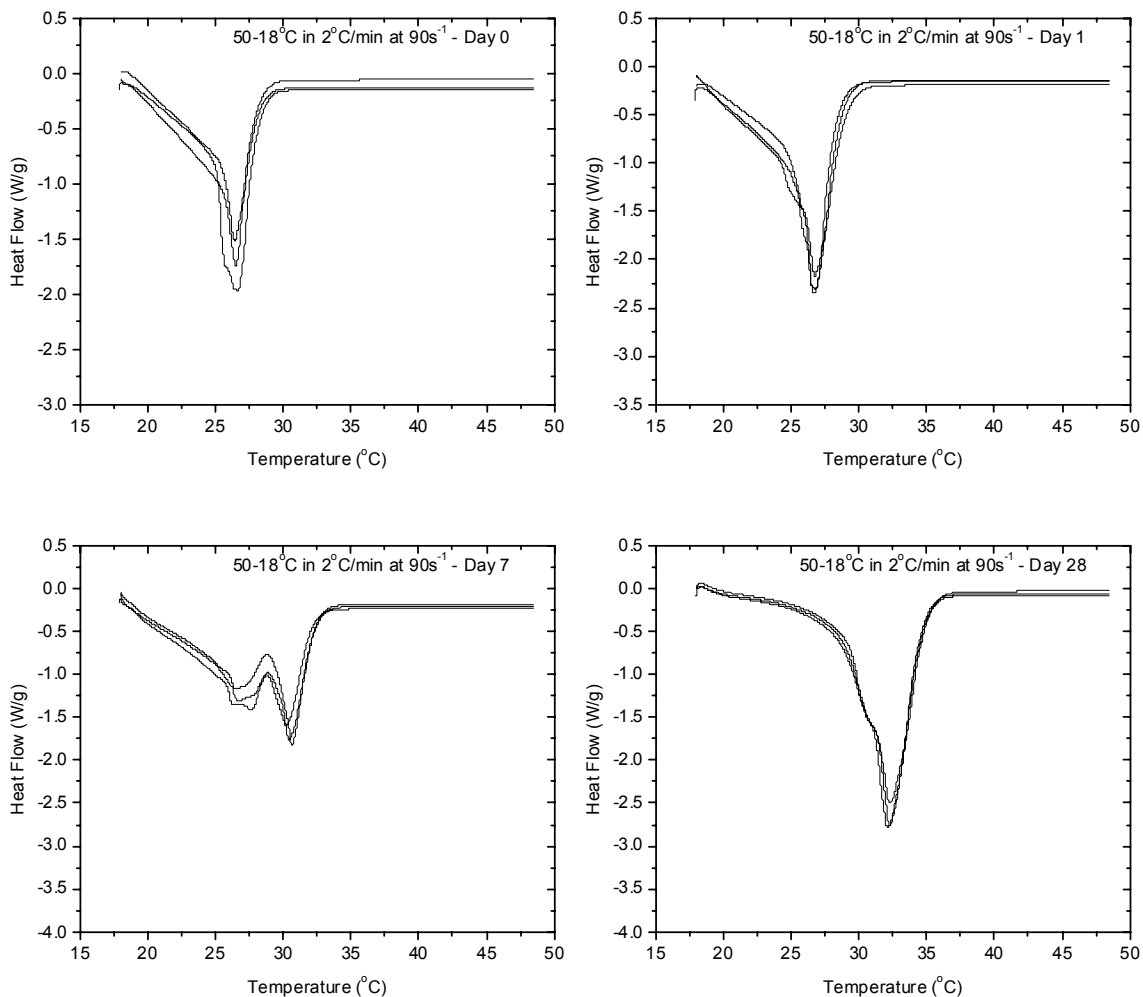 50-18°C in 2°C/min at 90s⁻¹ - Day 0
Heat Flow (W/g)
0.5
0.0
-0.5
-1.0
-1.5
-2.0
-2.5
-3.0
15 20 25 30 35 40 45 50
Temperature (°C)
50-18°C in 2°C/min at 90s⁻¹ - Day 1
Heat Flow (W/g)
0.5
0.0
-0.5
-1.0
-1.5
-2.0
-2.5
-3.0
-3.5
15 20 25 30 35 40 45 50
Temperature (°C)
50-18°C in 2°C/min at 90s⁻¹ - Day 7
Heat Flow (W/g)
0.5
0.0
-0.5
-1.0
-1.5
-2.0
-2.5
-3.0
-3.5
-4.0
15 20 25 30 35 40 45 50
Temperature (°C)
50-18°C in 2°C/min at 90s⁻¹ - Day 28
Heat Flow (W/g)
0.5
0.0
-0.5
-1.0
-1.5
-2.0
-2.5
-3.0
-3.5
-4.0
15 20 25 30 35 40 45 50
Temperature (°C)